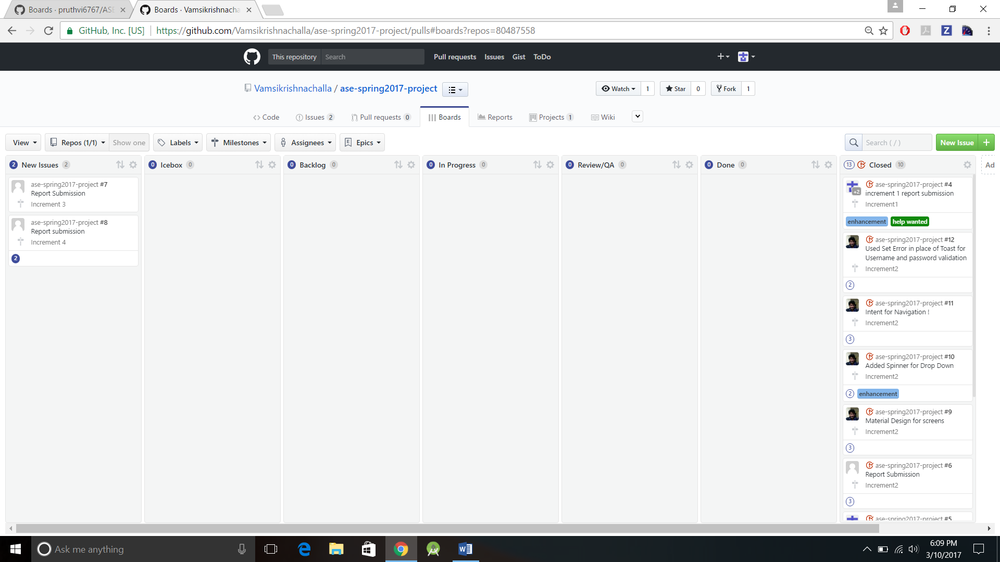 Boards · pruthvi6767/ASE
Boards · Vamsikrishnacha
GitHub, Inc. [US]
https://github.com/Vamsikrishnachalla/ase-spring2017-project/pulls#boards?repos=80487558
This repository
Search
Pull requests
Issues
Gist
ToDo
Vamsikrishnachalla / ase-spring2017-project
Watch 1
Star 0
Fork 1
Code
Issues 2
Pull requests 0
Boards
Reports
Projects 1
Wiki
View
Repos (1/1)
Show one
Labels
Milestones
Assignees
Epics
Search ( / )
New Issue +
2 New Issues 2
ase-spring2017-project #7
Report Submission
Increment 3
ase-spring2017-project #8
Report submission
Increment 4
2
0 Icebox 0
0 Backlog 0
0 In Progress 0
0 Review/QA 0
0 Done 0
13 Closed 10
ase-spring2017-project #4
+2
increment 1 report submission
Increment1
enhancement help wanted
ase-spring2017-project #12
Used Set Error in place of Toast for
Username and password validation
Increment2
2
ase-spring2017-project #11
Intent for Navigation !
Increment2
3
ase-spring2017-project #10
Added Spinner for Drop Down
Increment2
2 enhancement
ase-spring2017-project #9
Material Design for screens
Increment2
3
ase-spring2017-project #6
Report Submission
Increment2
3
ase-spring2017-project #5
Ad
Ask me anything
6:09 PM
3/10/2017